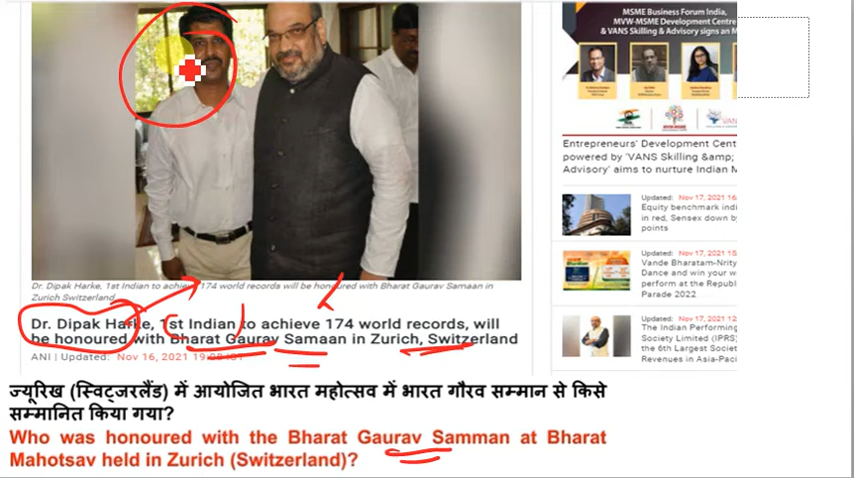 MSME Business Forum India,
MVW-MSME Development Centre
& VANS Skilling & Advisory signs an M
VANS
Entrepreneurs' Development Cent
powered by 'VANS Skilling &amp;
Advisory' aims to nurture Indian M
Updated: Nov 17, 2021 16
Equity benchmark indi
in red, Sensex down by
points
Updated: Nov 17, 2021 15
Vande Bharatam-Nrity
Dance and win your w
perform at the Republ
Parade 2022
Updated: Nov 17, 2021 12
The Indian Performing
Society Limited (IPRS)
the 6th Largest Societ
Revenues in Asia-Paci
Dr. Dipak Harke, 1st Indian to achieve 174 world records will be honoured with Bharat Gaurav Samaan in
Zurich Switzerland
Dr. Dipak Harke, 1st Indian to achieve 174 world records, will
be honoured with Bharat Gaurav Samaan in Zurich, Switzerland
ANI | Updated: Nov 16, 2021 IST
ज्यूरिख (स्विट्जरलैंड) में आयोजित भारत महोत्सव में भारत गौरव सम्मान से किसे
सम्मानित किया गया?
Who was honoured with the Bharat Gaurav Samman at Bharat
Mahotsav held in Zurich (Switzerland)?